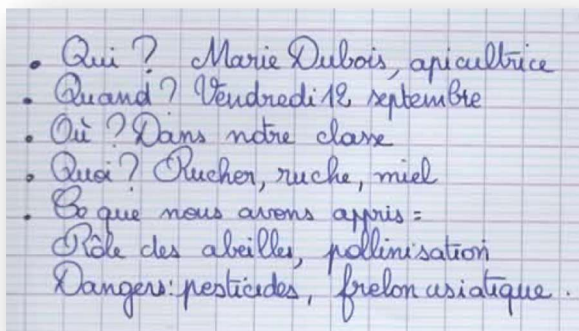 . Qui ? Marie Dubois, apicultrice
. Quand ? Vendredi 12 septembre
. Où ? Dans notre classe
. Quoi ? Rucher, ruche, miel
. Ce que nous avons appris :
Rôle des abeilles, pollinisation
Dangers : pesticides, frelon asiatique.